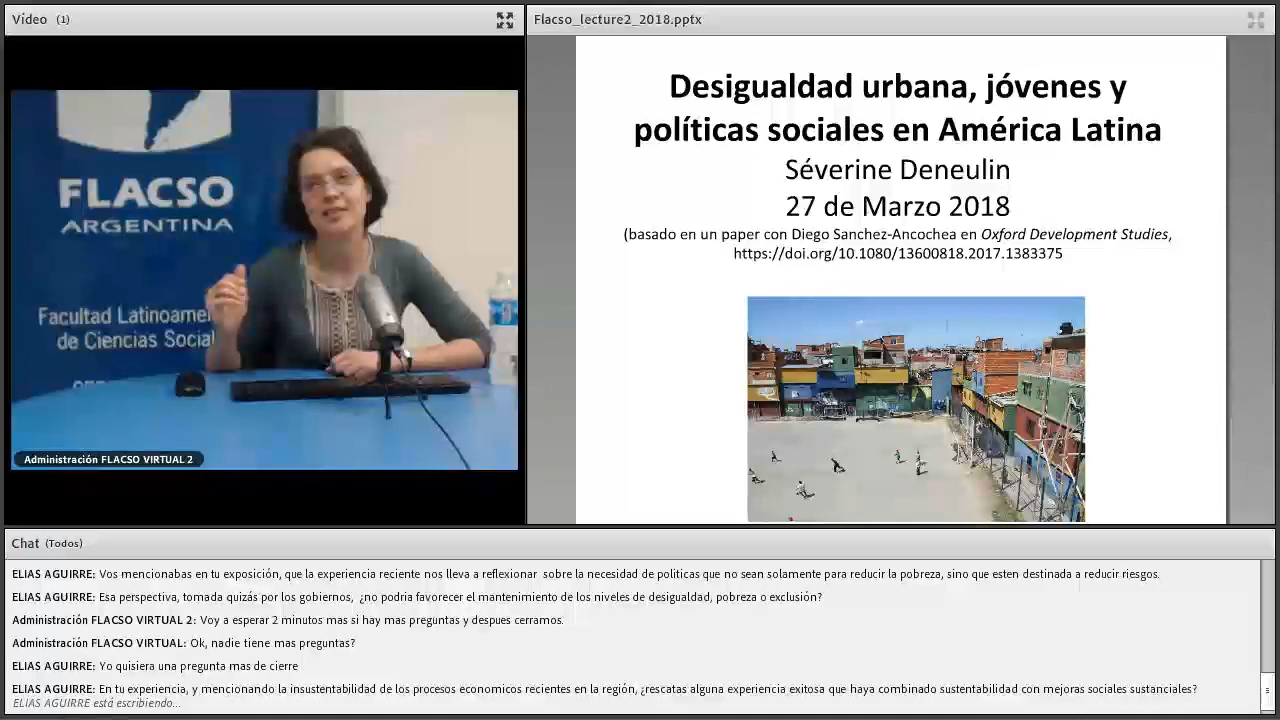 Vídeo (1)
Flacso_lecture2_2018.pptx
FLACSO
ARGENTINA
Facultad Latinoamer
de Ciencias Social
Administración FLACSO VIRTUAL 2
Desigualdad urbana, jóvenes y
políticas sociales en América Latina
Séverine Deneulin
27 de Marzo 2018
(basado en un paper con Diego Sanchez-Ancochea en Oxford Development Studies,
https://doi.org/10.1080/13600818.2017.1383375
Chat (Todos)
ELIAS AGUIRRE: Vos mencionabas en tu exposición, que la experiencia reciente nos lleva a reflexionar sobre la necesidad de politicas que no sean solamente para reducir la pobreza, sino que esten destinada a reducir riesgos.
ELIAS AGUIRRE: Esa perspectiva, tomada quizás por los gobiernos, ¿no podria favorecer el mantenimiento de los niveles de desigualdad, pobreza o exclusión?
Administración FLACSO VIRTUAL 2: Voy a esperar 2 minutos mas si hay mas preguntas y despues cerramos.
Administración FLACSO VIRTUAL: Ok, nadie tiene mas preguntas?
ELIAS AGUIRRE: Yo quisiera una pregunta mas de cierre
ELIAS AGUIRRE: En tu experiencia, y mencionando la insustentabilidad de los procesos economicos recientes en la región, ¿rescatas alguna experiencia exitosa que haya combinado sustentabilidad con mejoras sociales sustanciales?
ELIAS AGUIRRE está escribiendo...